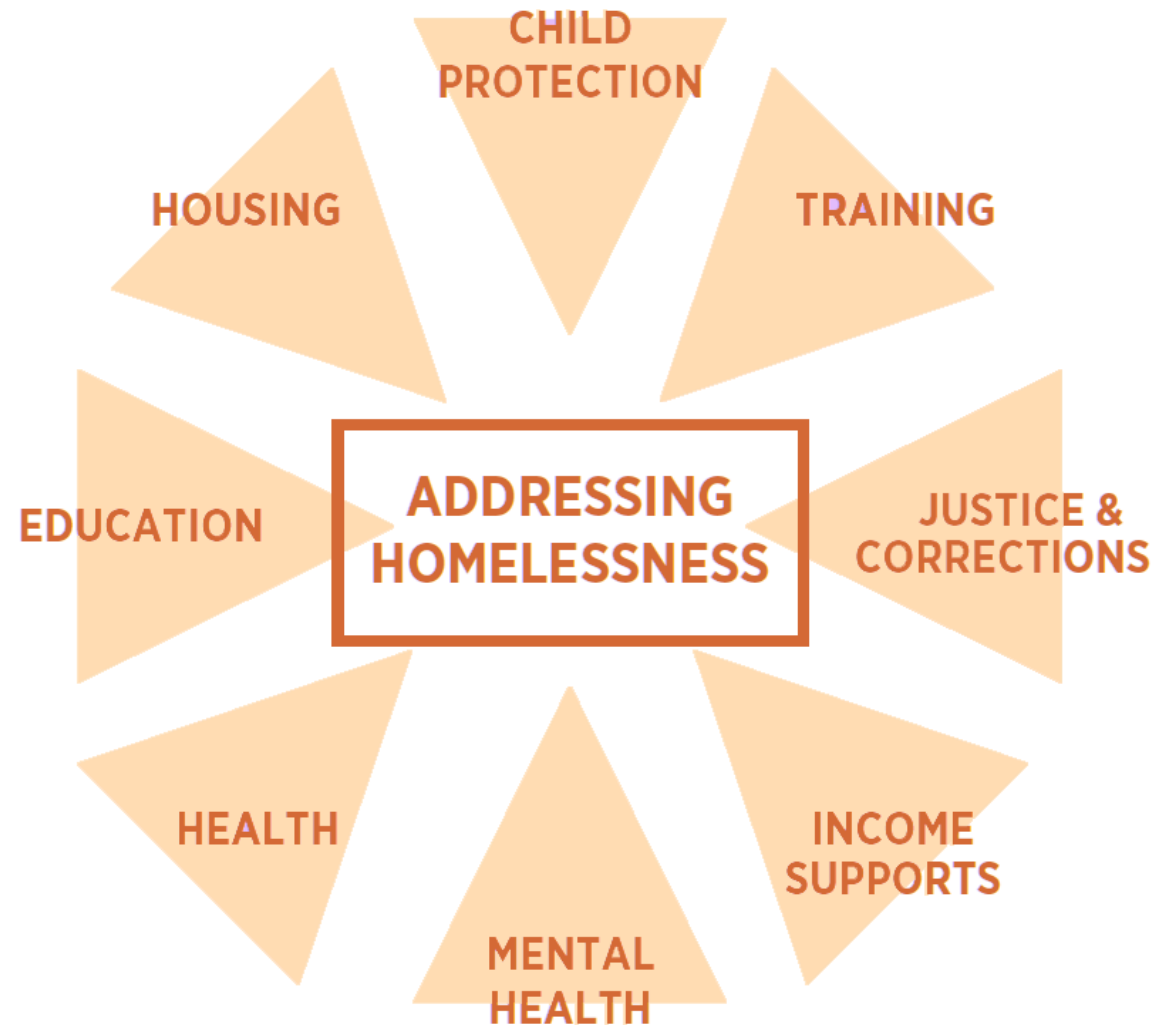 CHILD
PROTECTION
HOUSING
TRAINING
ADDRESSING
HOMELESSNESS
EDUCATION
JUSTICE &
CORRECTIONS
HEALTH
INCOME
SUPPORTS
MENTAL
HEALTH